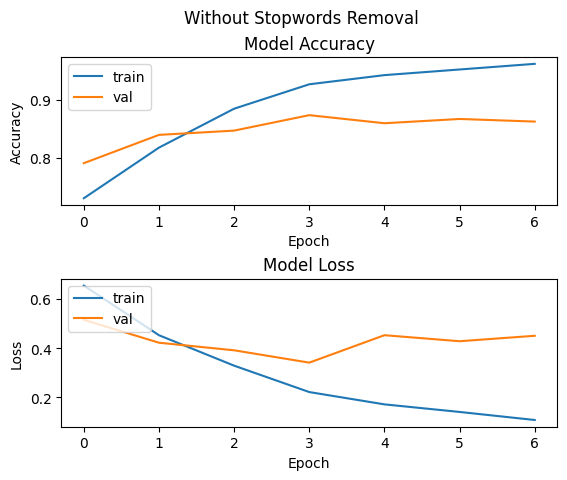 Without Stopwords Removal
Model Accuracy
train
val
0.9
0.8
Accuracy
0 1 2 3 4 5 6
Epoch
Model Loss
train
val
0.6
0.4
0.2
Loss
0 1 2 3 4 5 6
Epoch